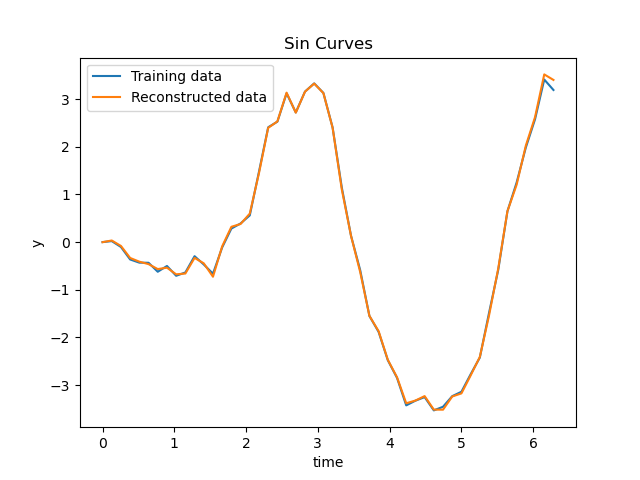 Sin Curves
Training data
Reconstructed data
3
2
1
0
−1
−2
−3
y
0 1 2 3 4 5 6
time